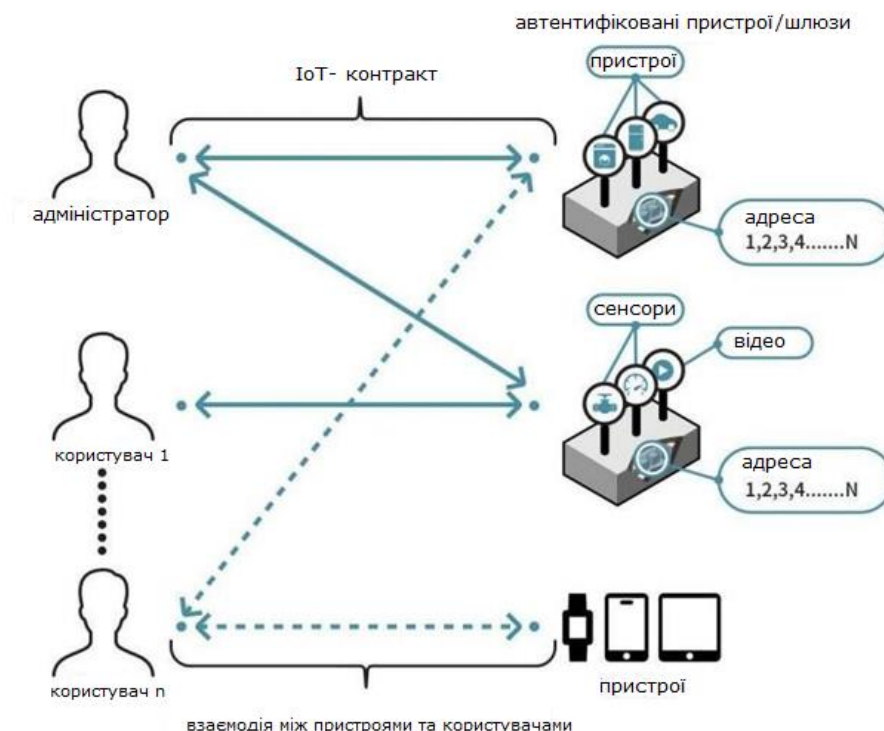 автентифіковані пристрої/шлюзи
IoT- контракт
пристрої
адміністратор
адреса
1,2,3,4.......N
сенсори
відео
користувач 1
адреса
1,2,3,4.......N
користувач n
пристрої
взаємодія між пристроями та користувачами